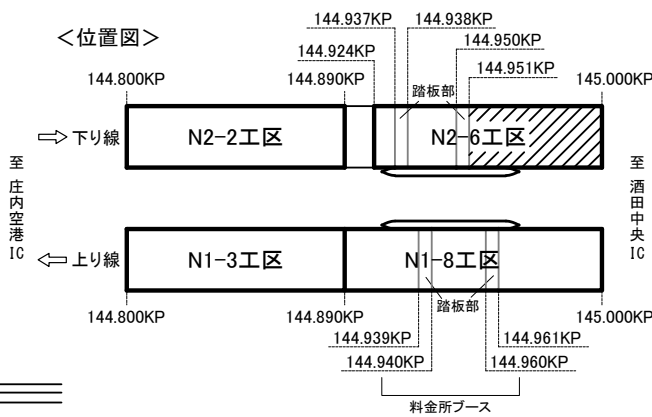 ＜位置図＞
144.937KP
144.938KP
144.924KP
144.950KP
144.951KP
144.800KP
144.890KP
145.000KP
踏板部
⇨ 下り線
N2-2工区
N2-6工区
至 庄内空港IC
至 酒田中央IC
⇦ 上り線
N1-3工区
N1-8工区
踏板部
144.800KP
144.890KP
145.000KP
144.939KP
144.961KP
144.940KP
144.960KP
料金所ブース